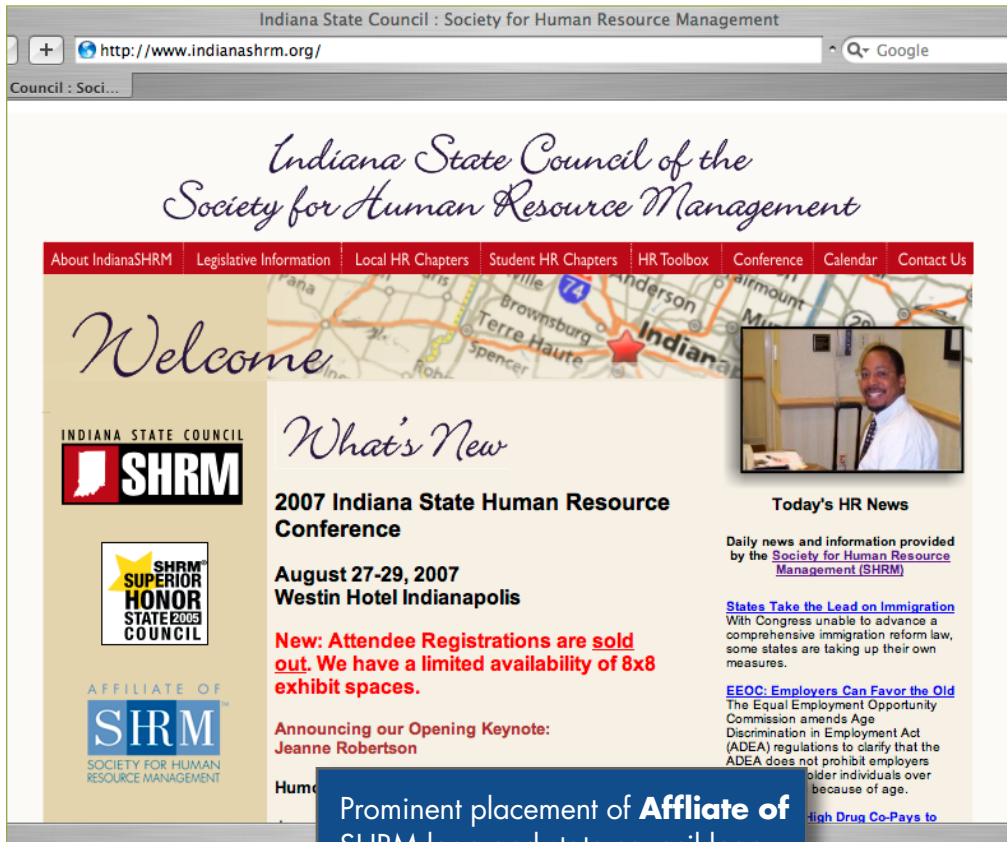 Indiana State Council : Society for Human Resource Management
+ http://www.indianashrm.org/ Google
Council : Soci...
Indiana State Council of the
Society for Human Resource Management
About IndianaSHRM Legislative Information Local HR Chapters Student HR Chapters HR Toolbox Conference Calendar Contact Us
Welcome
Pana
74
Anderson
Brownsburg
Terre Haute
Spencer
INDIANA STATE COUNCIL
SHRM
SHRM®
SUPERIOR
HONOR
STATE 2005
COUNCIL
AFFILIATE OF
SHRM™
SOCIETY FOR HUMAN
RESOURCE MANAGEMENT
What's New
2007 Indiana State Human Resource
Conference
August 27-29, 2007
Westin Hotel Indianapolis
New: Attendee Registrations are sold
out. We have a limited availability of 8x8
exhibit spaces.
Announcing our Opening Keynote:
Jeanne Robertson
Today's HR News
Daily news and information provided
by the Society for Human Resource
Management (SHRM)
States Take the Lead on Immigration
With Congress unable to advance a
comprehensive immigration reform law,
some states are taking up their own
measures.
EEOC: Employers Can Favor the Old
The Equal Employment Opportunity
Commission amends Age
Discrimination in Employment Act
(ADEA) regulations to clarify that the
ADEA does not prohibit employers
older individuals over
because of age.
High Drug Co-Pays to
Prominent placement of Affliate of